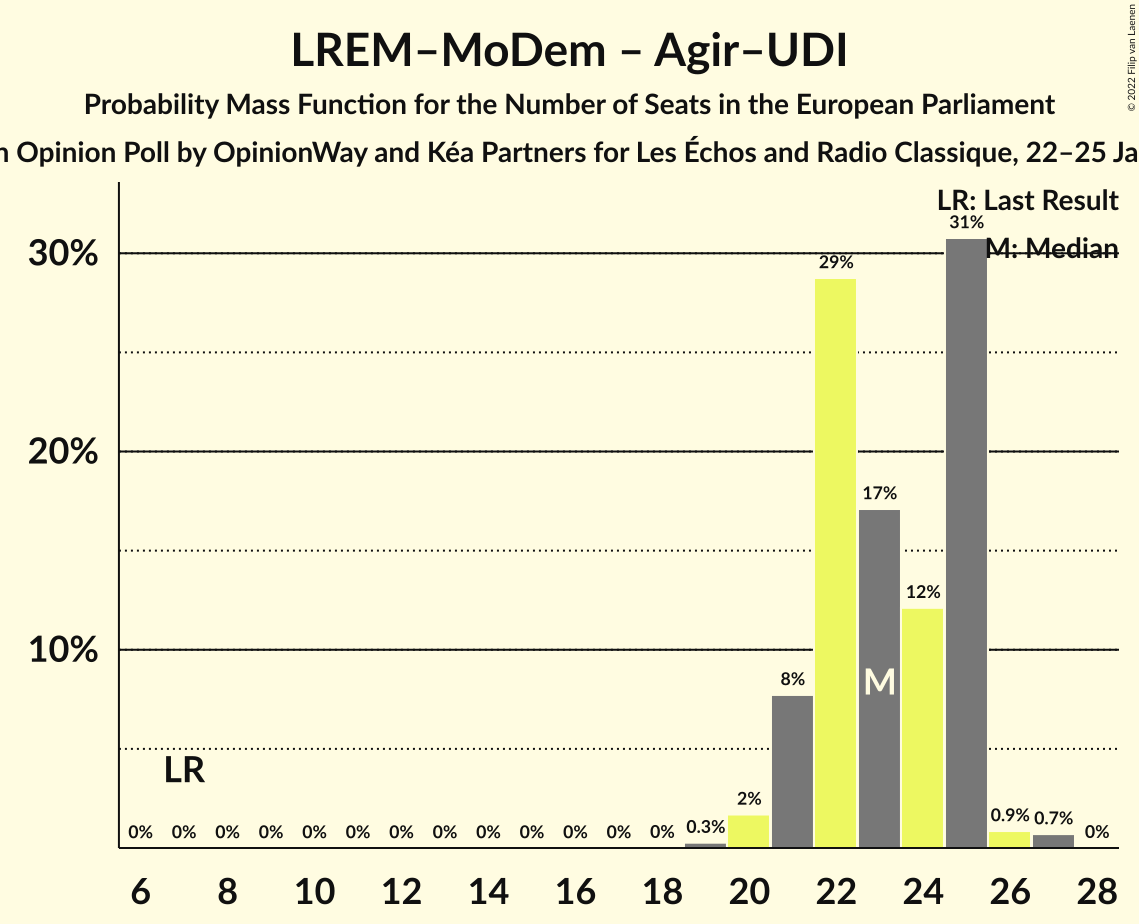 LREM–MoDem – Agir–UDI
Probability Mass Function for the Number of Seats in the European Parliament
n Opinion Poll by OpinionWay and Kéa Partners for Les Échos and Radio Classique, 22–25 Ja
© 2022 Filip van Laenen
LR: Last Result
M: Median
30%
20%
10%
0% 0% 0% 0% 0% 0% 0% 0% 0% 0% 0% 0% 0% 0.3% 2% 8% 29% 17% 12% 31% 0.9% 0.7% 0%
LR
M
6 8 10 12 14 16 18 20 22 24 26 28